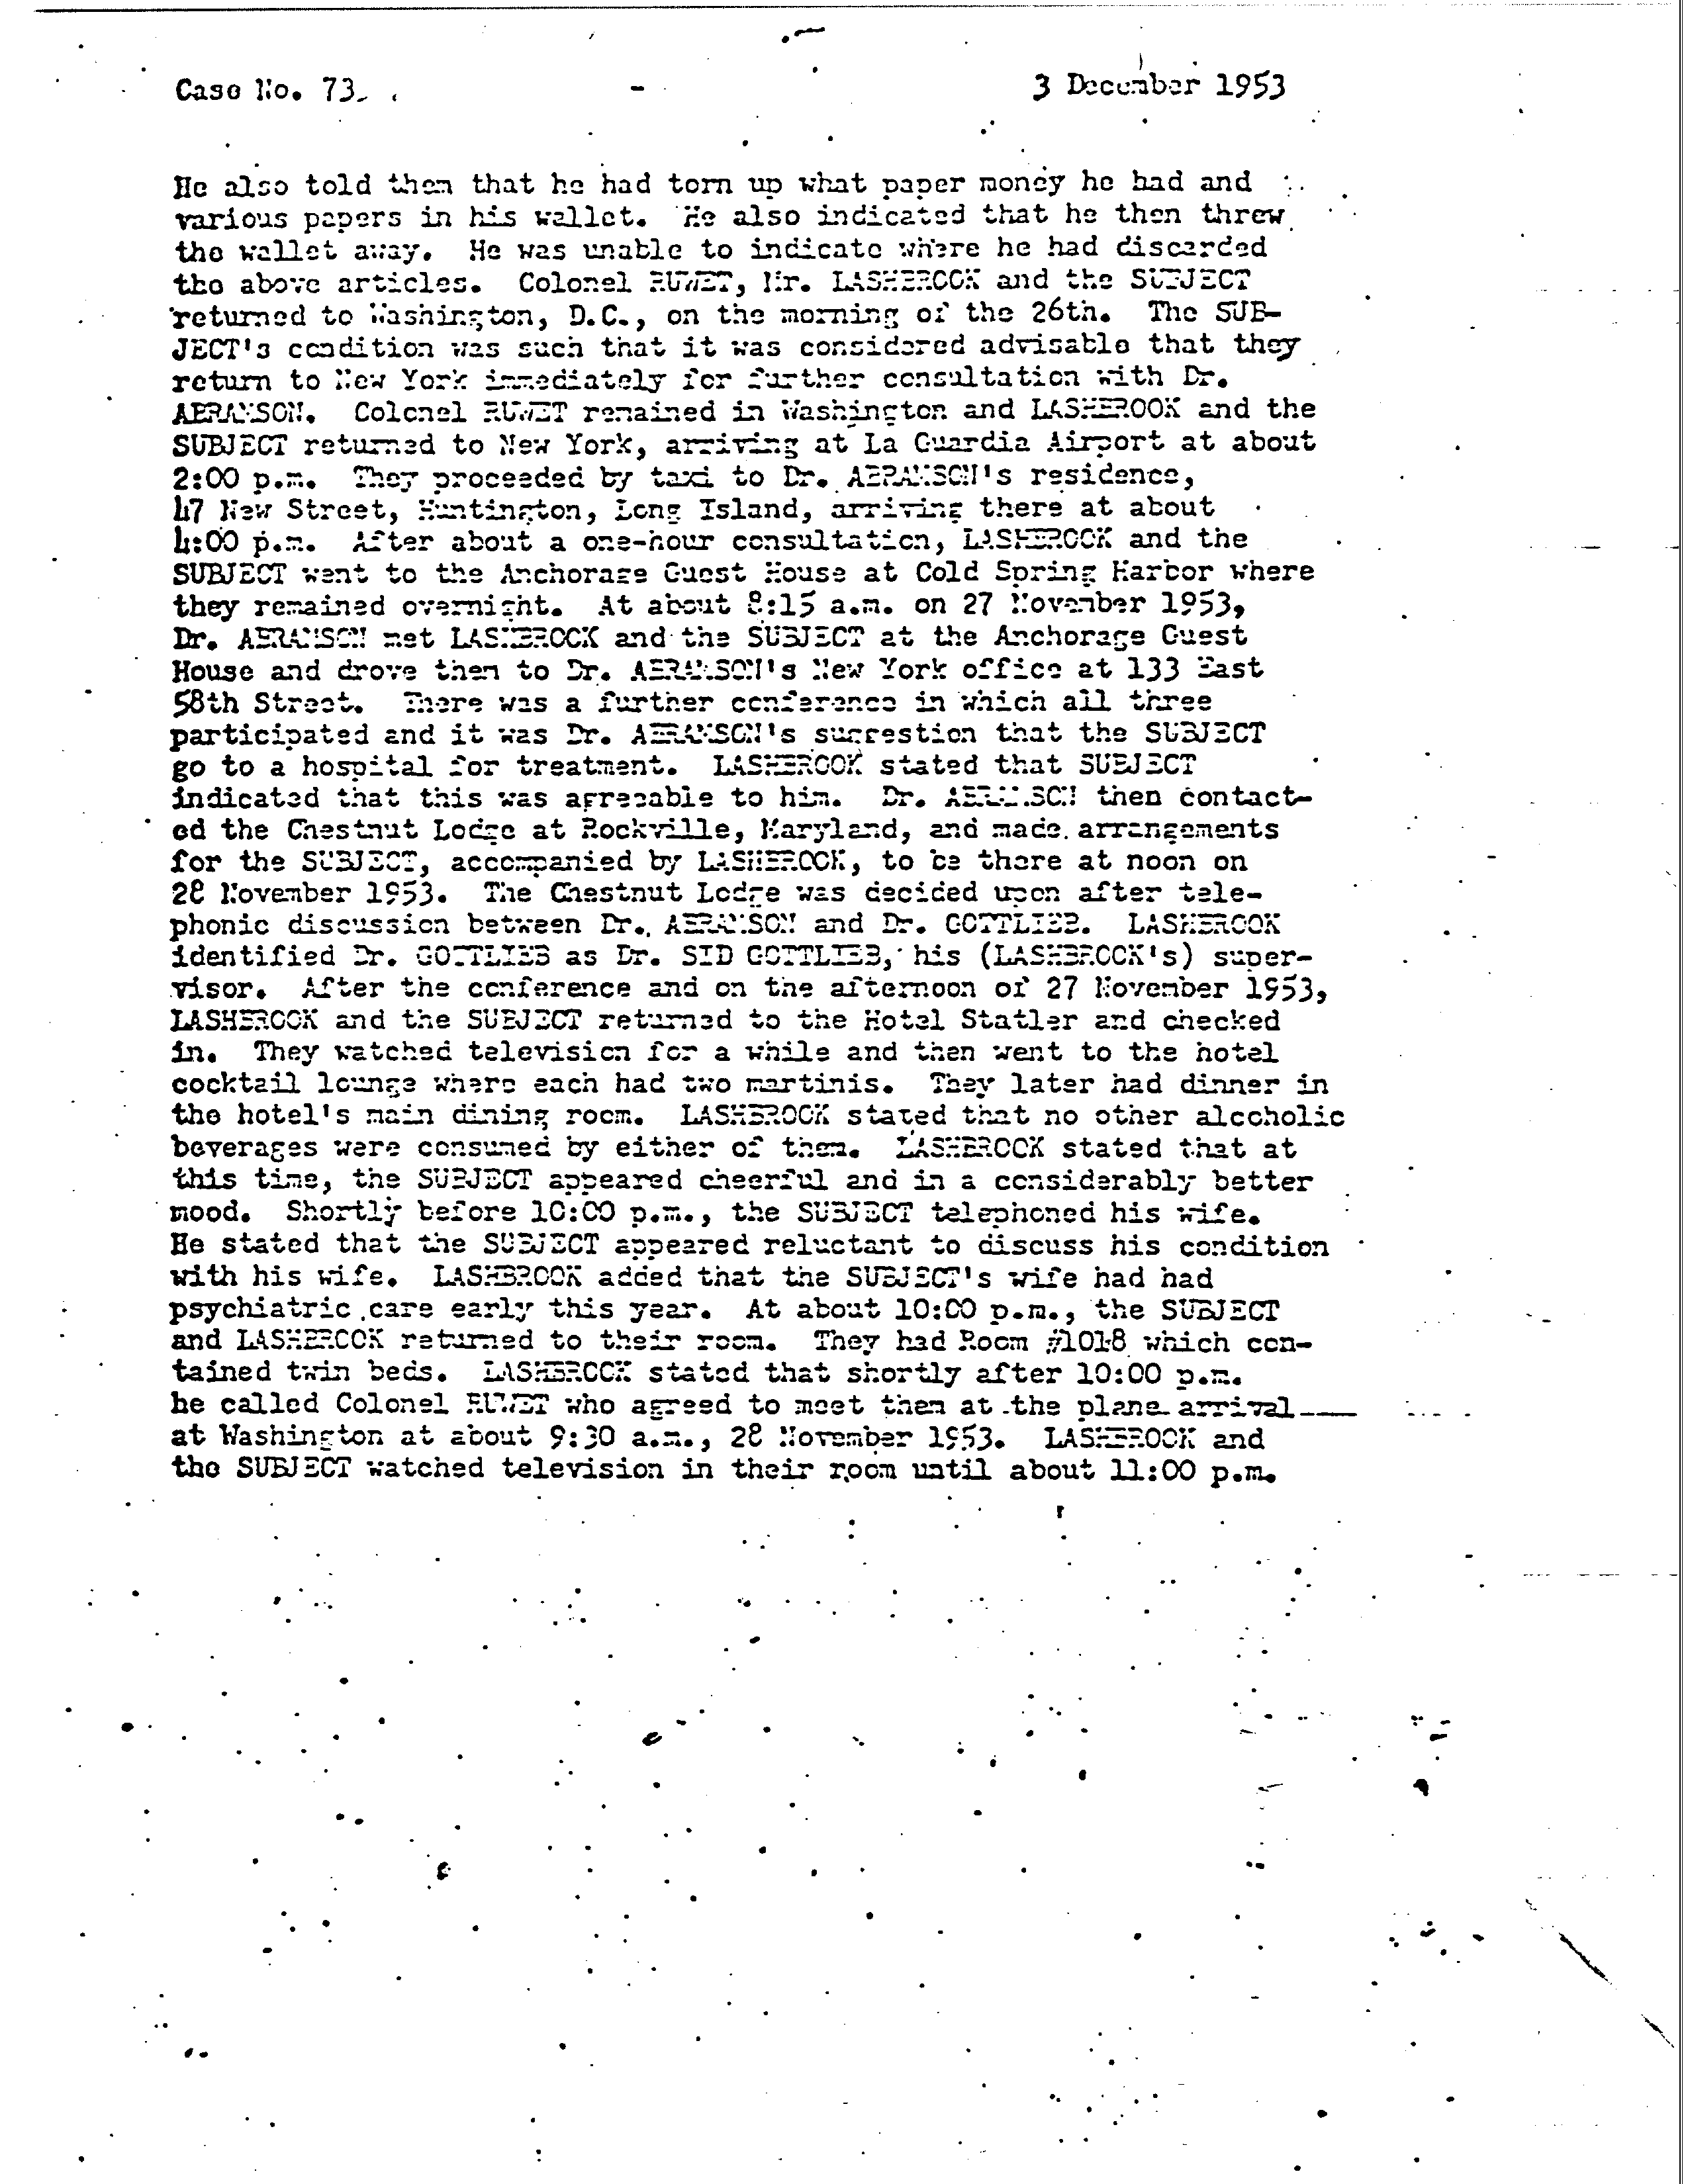 Case No. 73
3 December 1953
He also told them that he had torn up what paper money he had and
various papers in his wallet. He also indicated that he then threw
the wallet away. He was unable to indicate where he had discarded
the above articles. Colonel RUWET, Mr. LASHBROOK and the SUBJECT
returned to Washington, D.C., on the morning of the 26th. The SUB-
JECT's condition was such that it was considered advisable that they
return to New York immediately for further consultation with Dr.
ABRAMSON. Colonel RUWET remained in Washington and LASHBROOK and the
SUBJECT returned to New York, arriving at La Guardia Airport at about
2:00 p.m. They proceeded by taxi to Dr. ABRAMSON's residence,
47 New Street, Huntington, Long Island, arriving there at about
4:00 p.m. After about a one-hour consultation, LASHBROOK and the
SUBJECT went to the Anchorage Guest House at Cold Spring Harbor where
they remained overnight. At about 8:15 a.m. on 27 November 1953,
Dr. ABRAMSON met LASHBROOK and the SUBJECT at the Anchorage Guest
House and drove them to Dr. ABRAMSON's New York office at 133 East
58th Street. There was a further conference in which all three
participated and it was Dr. ABRAMSON's suggestion that the SUBJECT
go to a hospital for treatment. LASHBROOK stated that SUBJECT
indicated that this was agreeable to him. Dr. ABRAMSON then contact-
ed the Chestnut Lodge at Rockville, Maryland, and made arrangements
for the SUBJECT, accompanied by LASHBROOK, to be there at noon on
28 November 1953. The Chestnut Lodge was decided upon after tele-
phonic discussion between Dr. ABRAMSON and Dr. GOTTLIEB. LASHBROOK
identified Dr. GOTTLIEB as Dr. SID GOTTLIEB, his (LASHBROOK's) super-
visor. After the conference and on the afternoon of 27 November 1953,
LASHBROOK and the SUBJECT returned to the Hotel Statler and checked
in. They watched television for a while and then went to the hotel
cocktail lounge where each had two martinis. They later had dinner in
the hotel's main dining room. LASHBROOK stated that no other alcoholic
beverages were consumed by either of them. LASHBROOK stated that at
this time, the SUBJECT appeared cheerful and in a considerably better
mood. Shortly before 10:00 p.m., the SUBJECT telephoned his wife.
He stated that the SUBJECT appeared reluctant to discuss his condition
with his wife. LASHBROOK added that the SUBJECT's wife had had
psychiatric care early this year. At about 10:00 p.m., the SUBJECT
and LASHBROOK returned to their room. They had Room #1018 which con-
tained twin beds. LASHBROOK stated that shortly after 10:00 p.m.
he called Colonel RUWET who agreed to meet them at the plane arrival
at Washington at about 9:30 a.m., 28 November 1953. LASHBROOK and
the SUBJECT watched television in their room until about 11:00 p.m.